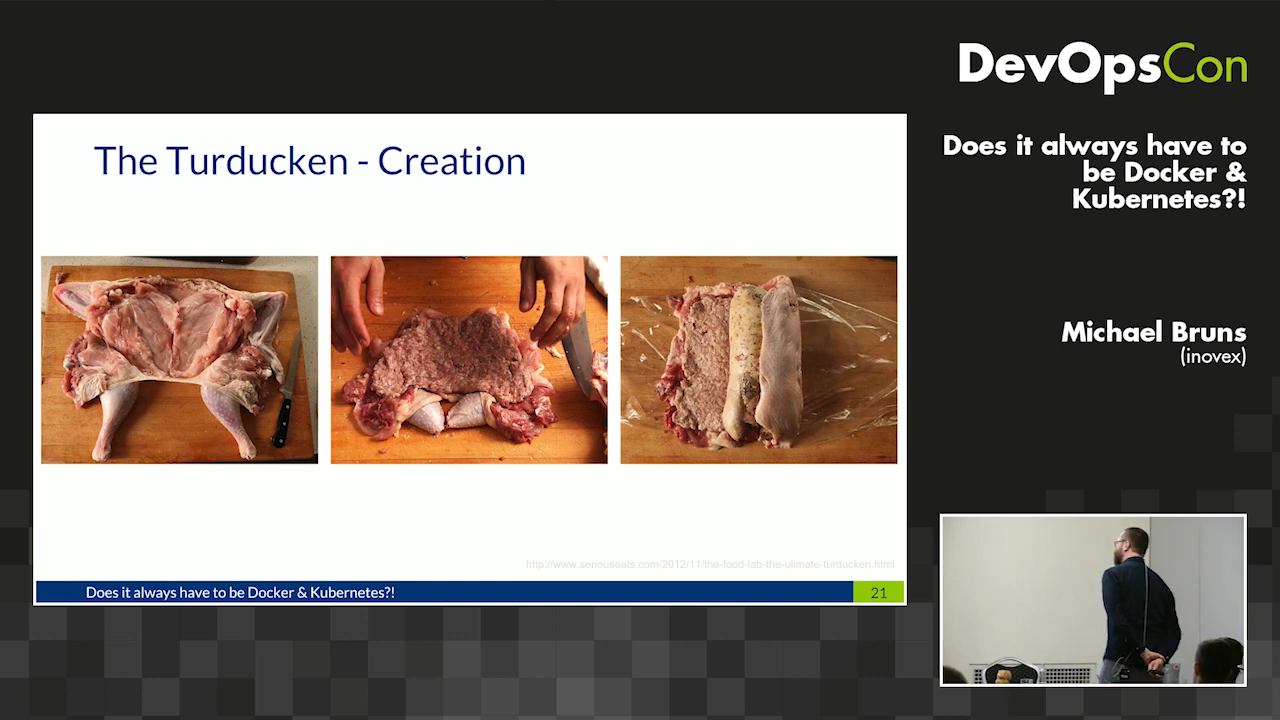 DevOpsCon
Does it always have to
be Docker &
Kubernetes?!
Michael Bruns
(inovex)
The Turducken - Creation
http://www.seriouseats.com/2012/11/the-food-lab-the-ulimate-turducken.html
Does it always have to be Docker & Kubernetes?!
21